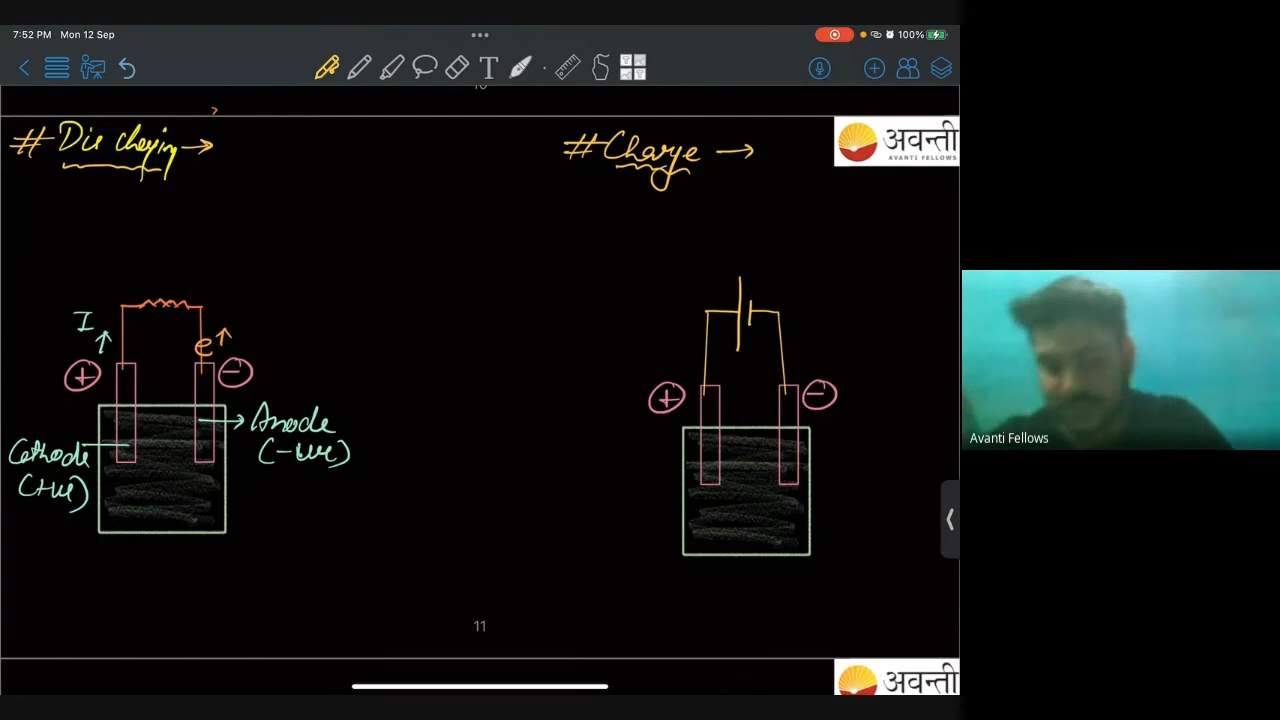 7:52 PM Mon 12 Sep
100%
T
# Dis charging →
# Charge →
अवन्ती
AVANTI FELLOWS
I
e
+
−
Anode
(-ve)
Cathode
(+ve)
+
−
Avanti Fellows
11
अवन्ती